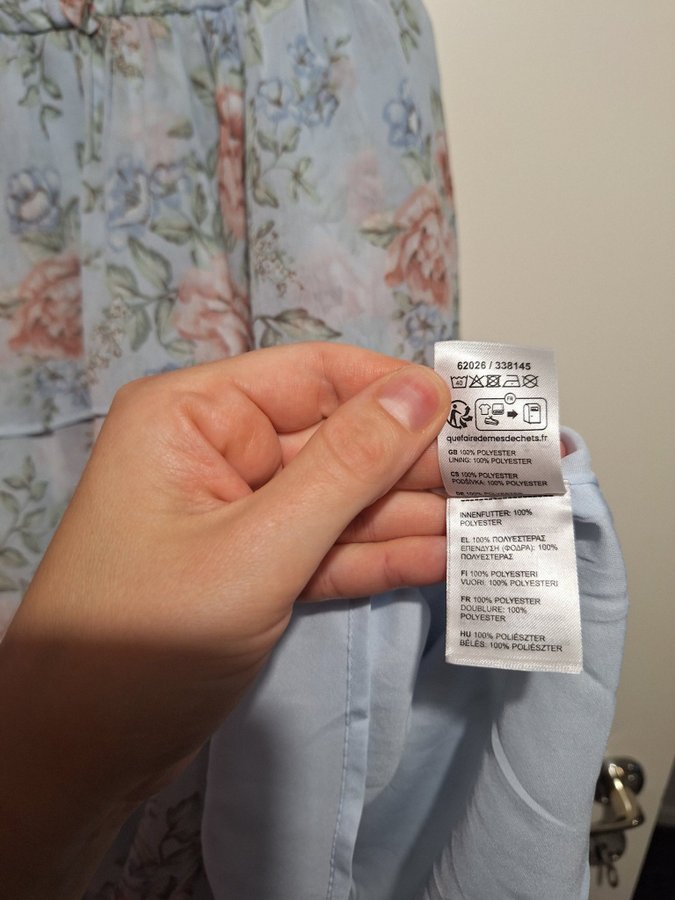 62026 / 338145
40
FR
quefairedemesdechets.fr
GB 100% POLYESTER
LINING: 100% POLYESTER
CS 100% POLYESTER
PODŠÍVKA: 100% POLYESTER
INNENFUTTER: 100%
POLYESTER
EL 100% ΠΟΛΥΕΣΤΕΡΑΣ
ΕΠΕΝΔΥΣΗ (ΦΟΔΡΑ): 100%
ΠΟΛΥΕΣΤΕΡΑΣ
FI 100% POLYESTERI
VUORI: 100% POLYESTERI
FR 100% POLYESTER
DOUBLURE: 100%
POLYESTER
HU 100% POLIÉSZTER
BÉLÉS: 100% POLIÉSZTER